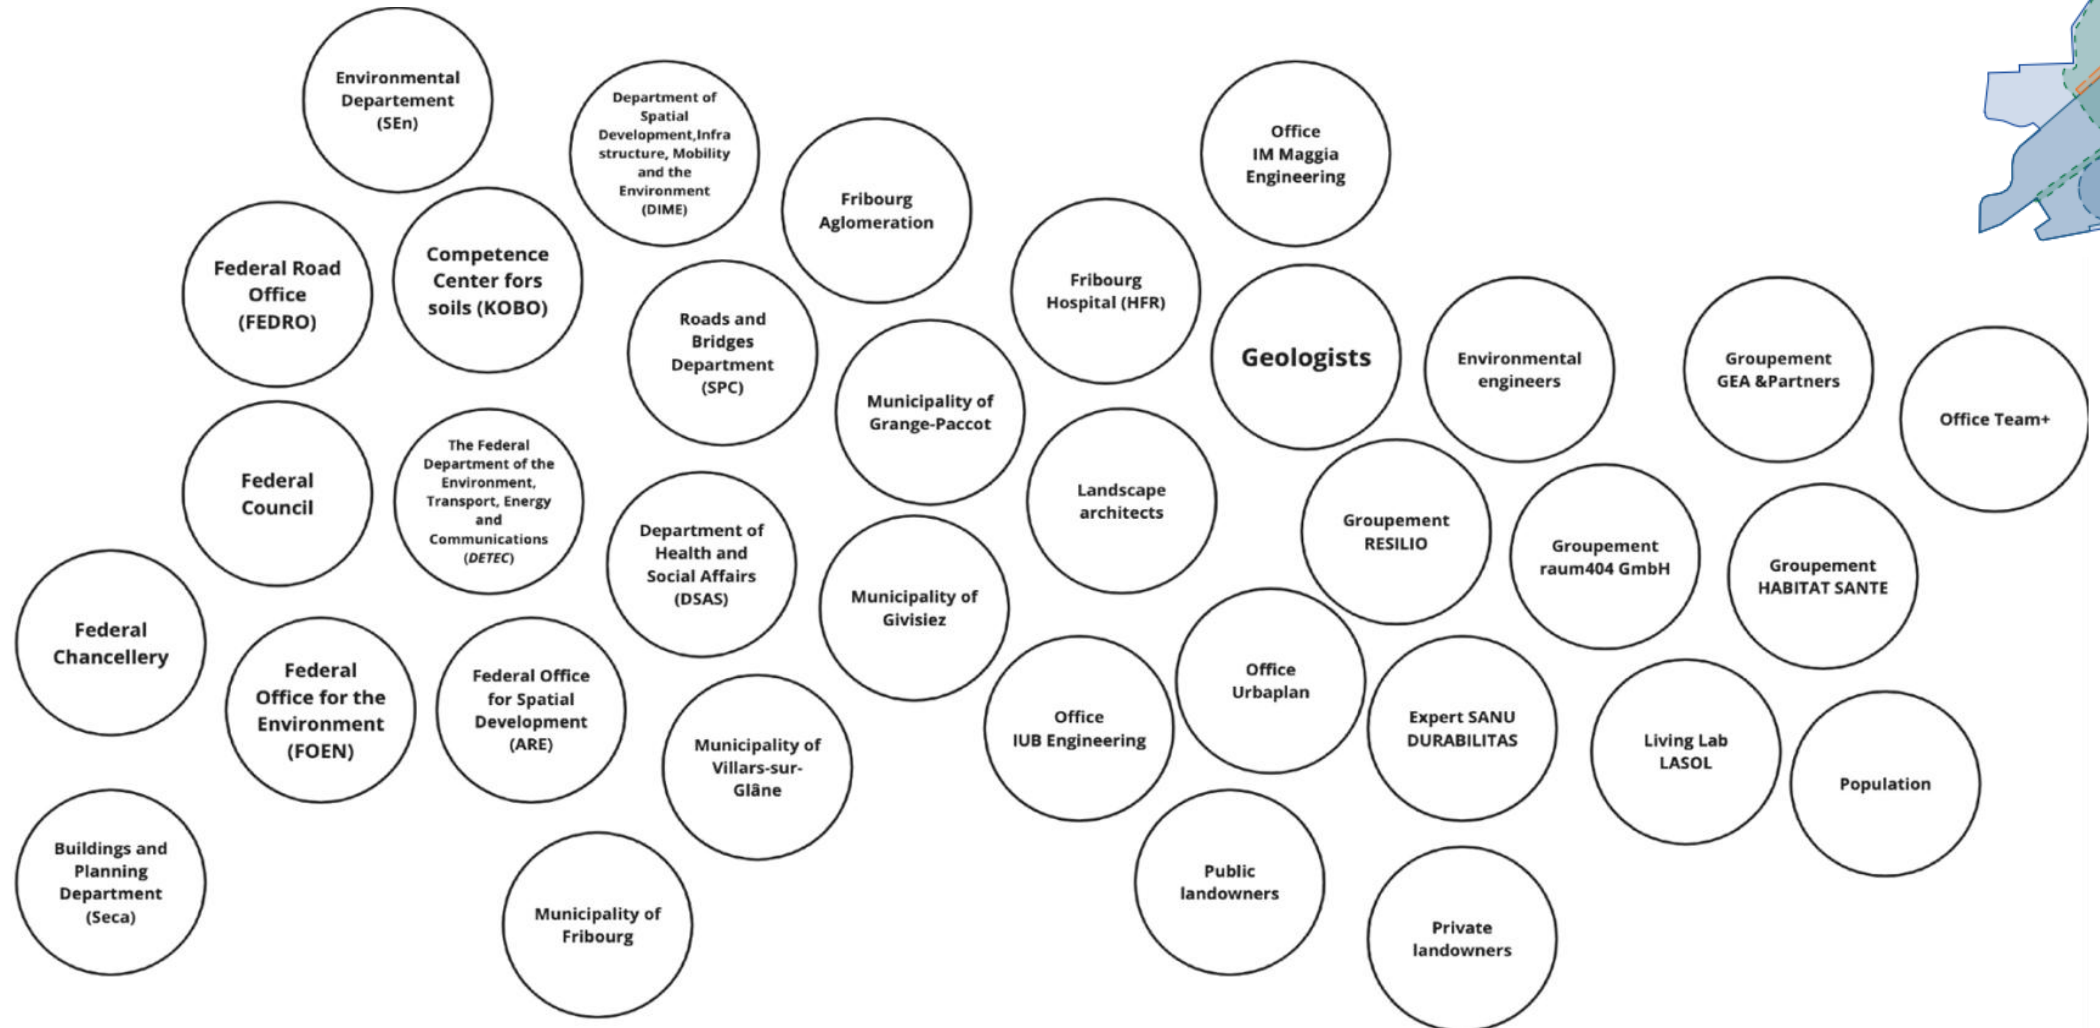 Environmental
Departement
(SEn)
Department of
Spatial
Development,Infra
structure, Mobility
and the
Environment
(DIME)
Fribourg
Aglomeration
Office
IM Maggia
Engineering
Federal Road
Office
(FEDRO)
Competence
Center fors
soils (KOBO)
Roads and
Bridges
Department
(SPC)
Fribourg
Hospital (HFR)
Geologists
Environmental
engineers
Groupement
GEA &Partners
Office Team+
Municipality of
Grange-Paccot
Federal
Council
The Federal
Department of the
Environment,
Transport, Energy
and
Communications
(DETEC)
Department of
Health and
Social Affairs
(DSAS)
Landscape
architects
Groupement
RESILIO
Groupement
raum404 GmbH
Groupement
HABITAT SANTE
Municipality of
Givisiez
Federal
Chancellery
Federal
Office for the
Environment
(FOEN)
Federal Office
for Spatial
Development
(ARE)
Municipality of
Villars-sur-
Glâne
Office
IUB Engineering
Office
Urbaplan
Expert SANU
DURABILITAS
Living Lab
LASOL
Population
Buildings and
Planning
Department
(Seca)
Municipality of
Fribourg
Public
landowners
Private
landowners